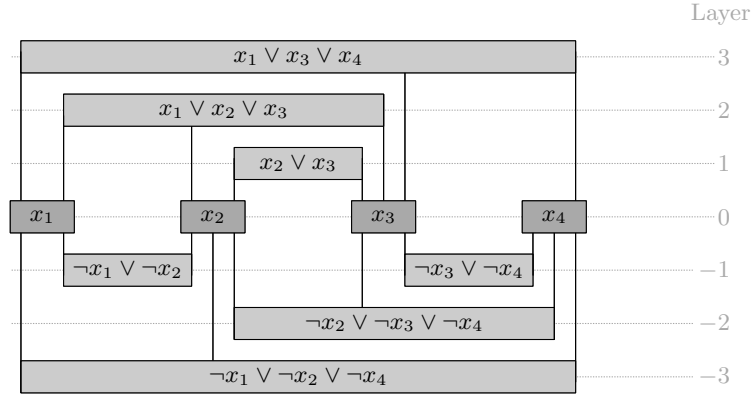 Layer
x₁ ∨ x₃ ∨ x₄ 3
x₁ ∨ x₂ ∨ x₃ 2
x₂ ∨ x₃ 1
x₁ x₂ x₃ x₄ 0
¬x₁ ∨ ¬x₂ ¬x₃ ∨ ¬x₄ −1
¬x₂ ∨ ¬x₃ ∨ ¬x₄ −2
¬x₁ ∨ ¬x₂ ∨ ¬x₄ −3